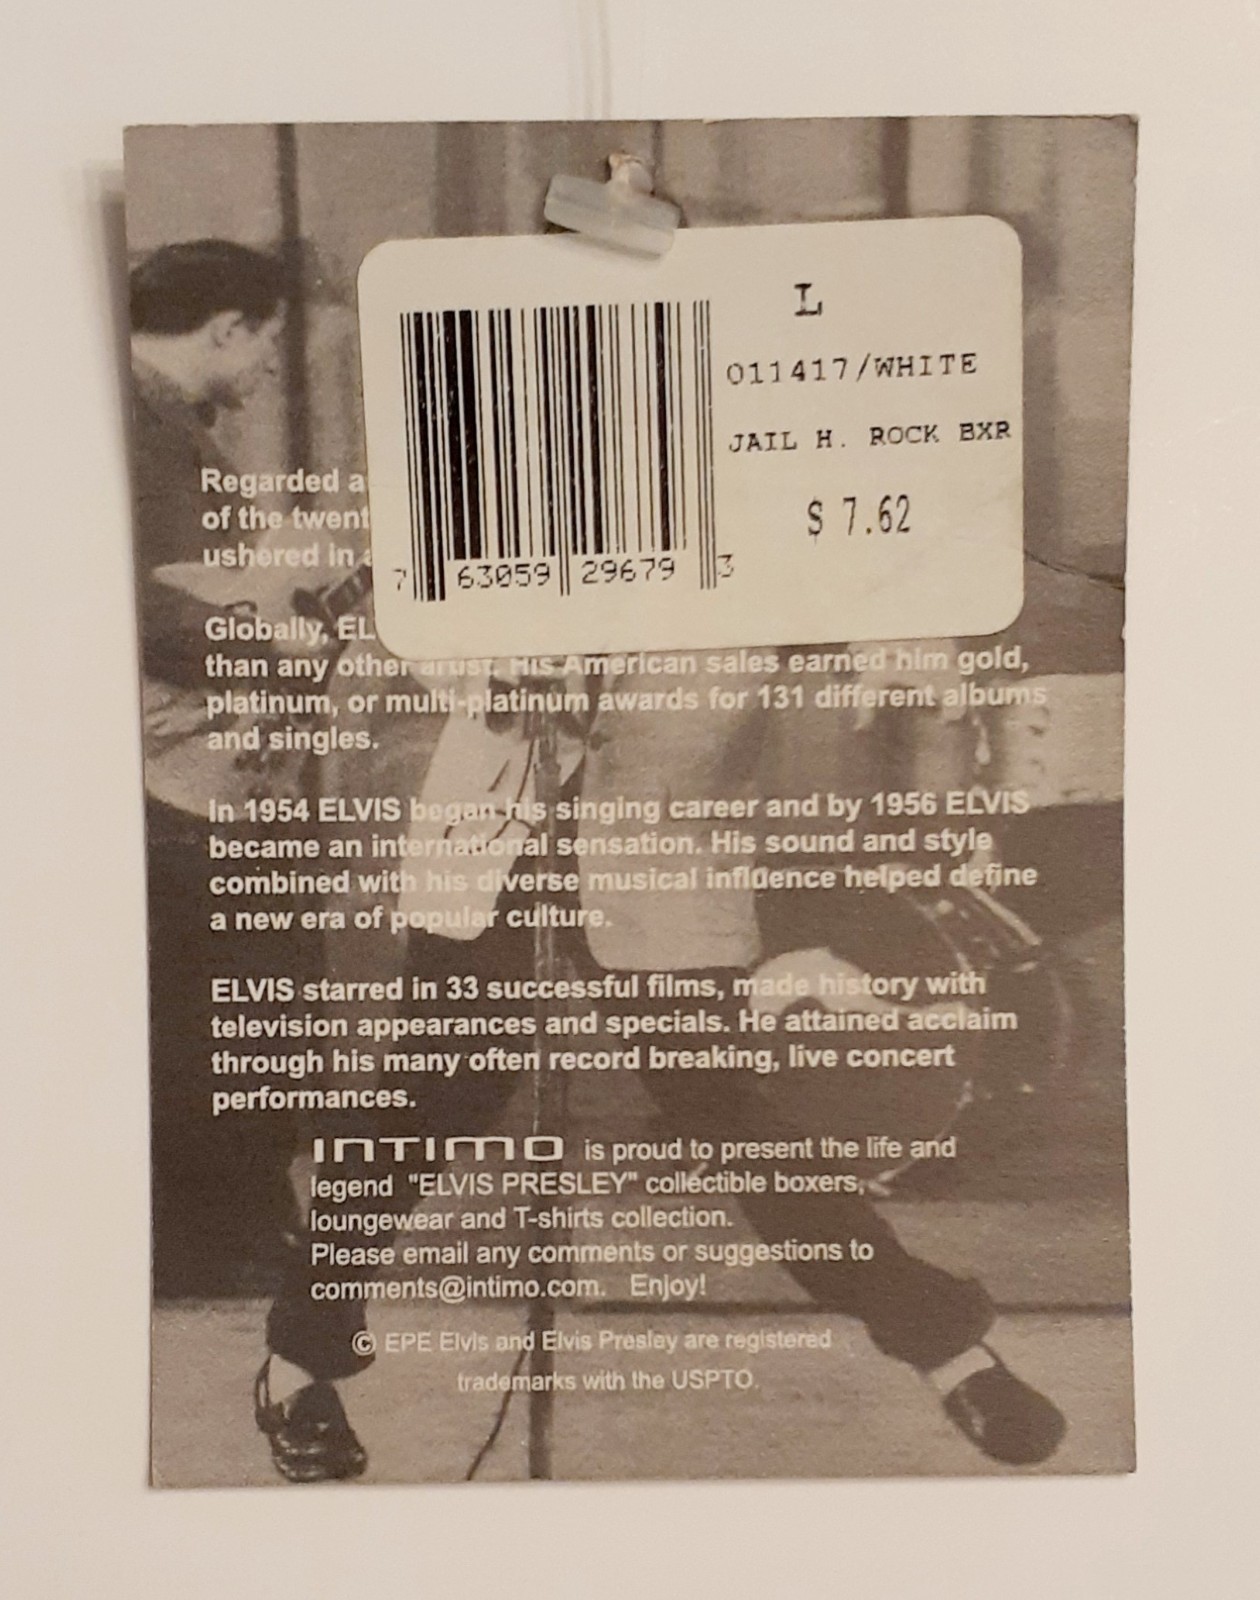 L
011417/WHITE
JAIL H. ROCK BXR
$ 7.62
7 63059 29679 3
Regarded a
of the twent
ushered in a
Globally, EL
than any other artist. His American sales earned him gold,
platinum, or multi-platinum awards for 131 different albums
and singles.
In 1954 ELVIS began his singing career and by 1956 ELVIS
became an international sensation. His sound and style
combined with his diverse musical influence helped define
a new era of popular culture.
ELVIS starred in 33 successful films, made history with
television appearances and specials. He attained acclaim
through his many often record breaking, live concert
performances.
INTIMO is proud to present the life and
legend "ELVIS PRESLEY" collectible boxers,
loungewear and T-shirts collection.
Please email any comments or suggestions to
comments@intimo.com. Enjoy!
© EPE Elvis and Elvis Presley are registered
trademarks with the USPTO.